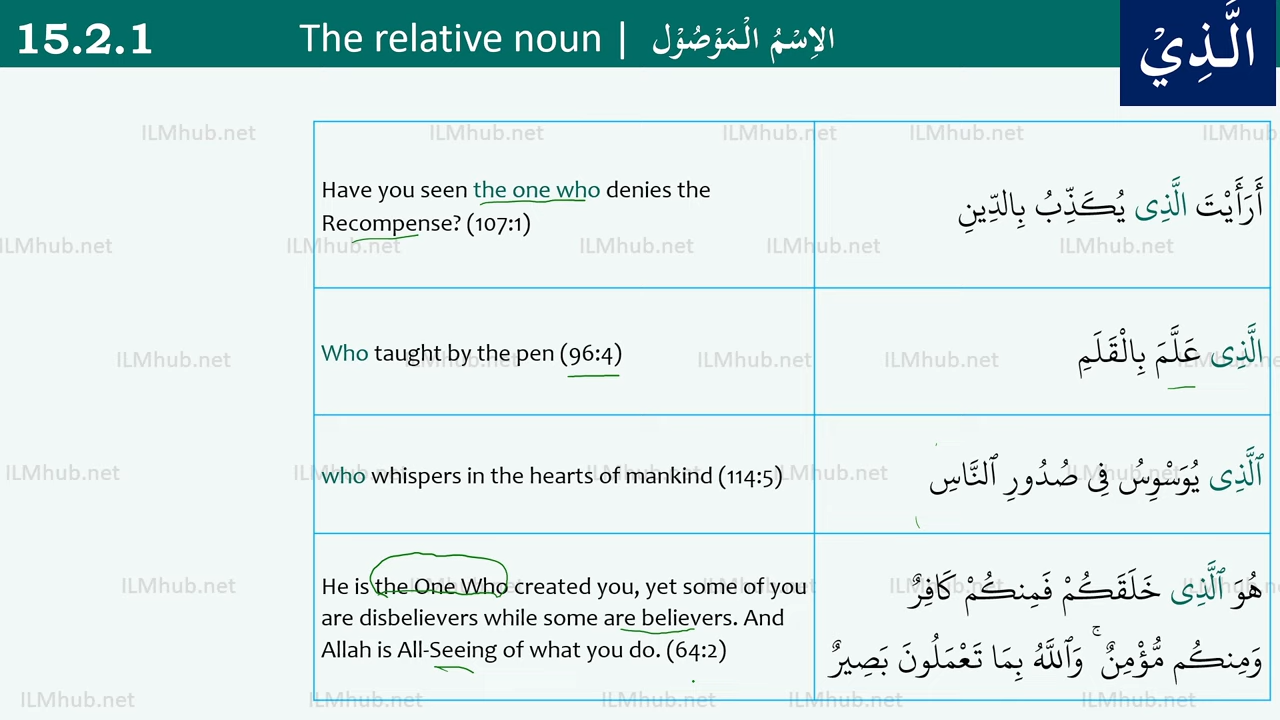 15.2.1
The relative noun | الِاسْمُ الْمَوْصُوْل
الَّذِيْ
Have you seen the one who denies the
Recompense? (107:1)
أَرَأَيْتَ الَّذِى يُكَذِّبُ بِالدِّينِ
Who taught by the pen (96:4)
الَّذِى عَلَّمَ بِالْقَلَمِ
who whispers in the hearts of mankind (114:5)
ٱلَّذِى يُوَسْوِسُ فِى صُدُورِ ٱلنَّاسِ
He is the One Who created you, yet some of you
are disbelievers while some are believers. And
Allah is All-Seeing of what you do. (64:2)
هُوَ ٱلَّذِى خَلَقَكُمْ فَمِنكُمْ كَافِرٌ
وَمِنكُم مُّؤْمِنٌ ۚ وَٱللَّهُ بِمَا تَعْمَلُونَ بَصِيرٌ
ILMhub.net